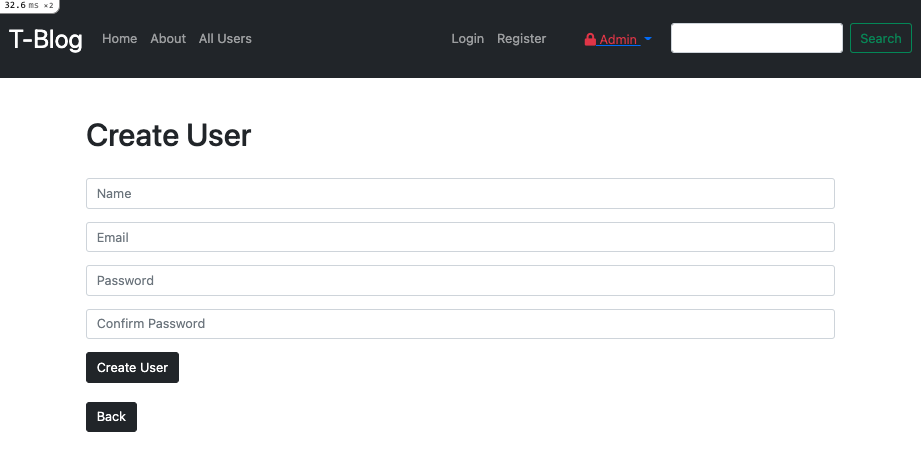 32.6 ms ×2
T-Blog Home About All Users Login Register Admin Search
Create User
Name
Email
Password
Confirm Password
Create User
Back